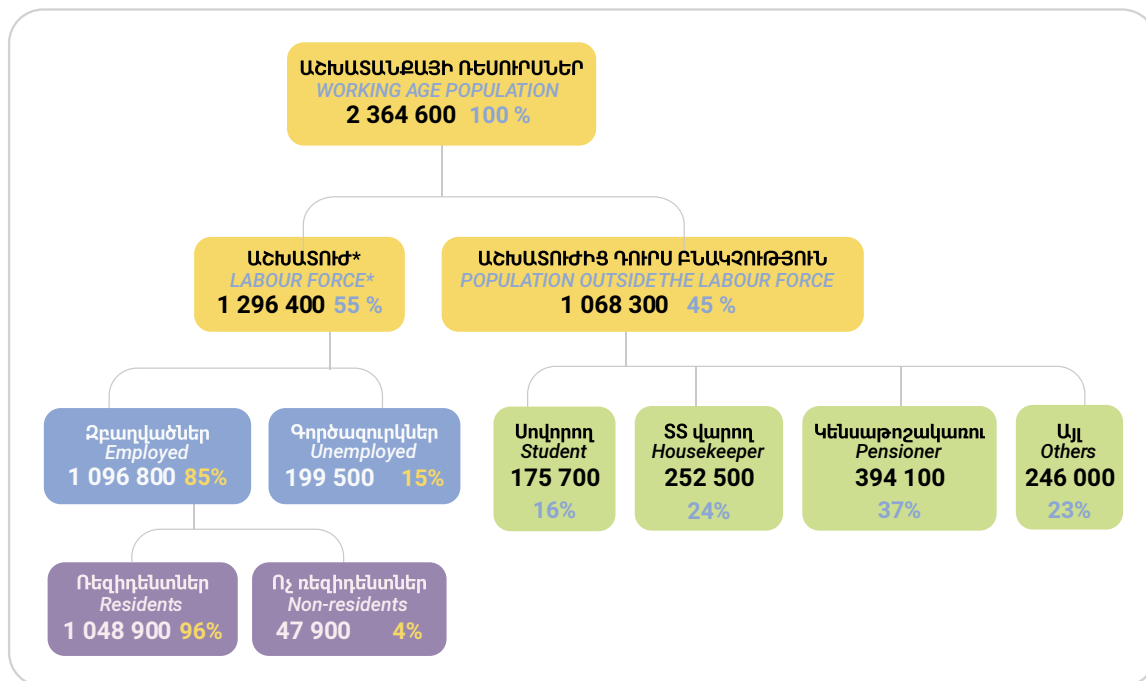 ԱՇԽԱՏԱՆՔԱՅԻ ՌԵՍՈՒՐՍՆԵՐ
WORKING AGE POPULATION
2 364 600 100 %
ԱՇԽԱՏՈՒԺ*
LABOUR FORCE*
1 296 400 55 %
ԱՇԽԱՏՈՒԺԻՑ ԴՈՒՐՍ ԲՆԱԿՉՈՒԹՅՈՒՆ
POPULATION OUTSIDE THE LABOUR FORCE
1 068 300 45 %
Զբաղվածներ
Employed
1 096 800 85%
Գործազուրկներ
Unemployed
199 500 15%
Սովորող
Student
175 700
16%
ՏՏ վարող
Housekeeper
252 500
24%
Կենսաթոշակառու
Pensioner
394 100
37%
Այլ
Others
246 000
23%
Ռեզիդենտներ
Residents
1 048 900 96%
Ոչ ռեզիդենտներ
Non-residents
47 900 4%